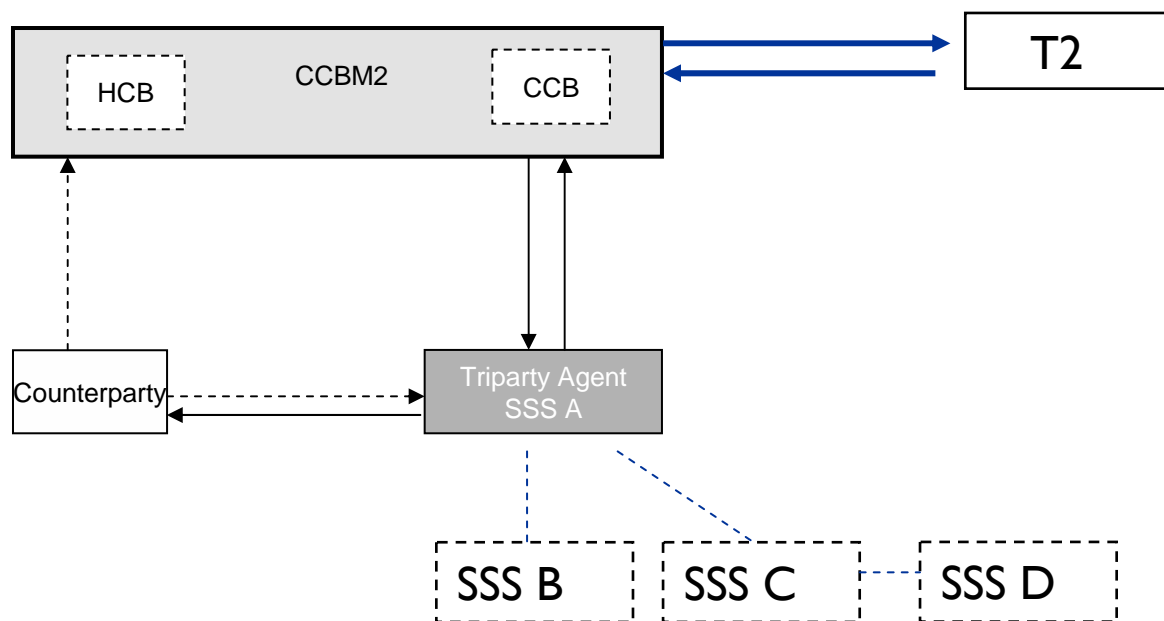 T2
CCBM2
HCB
CCB
Counterparty
Triparty Agent
SSS A
SSS B
SSS C
SSS D